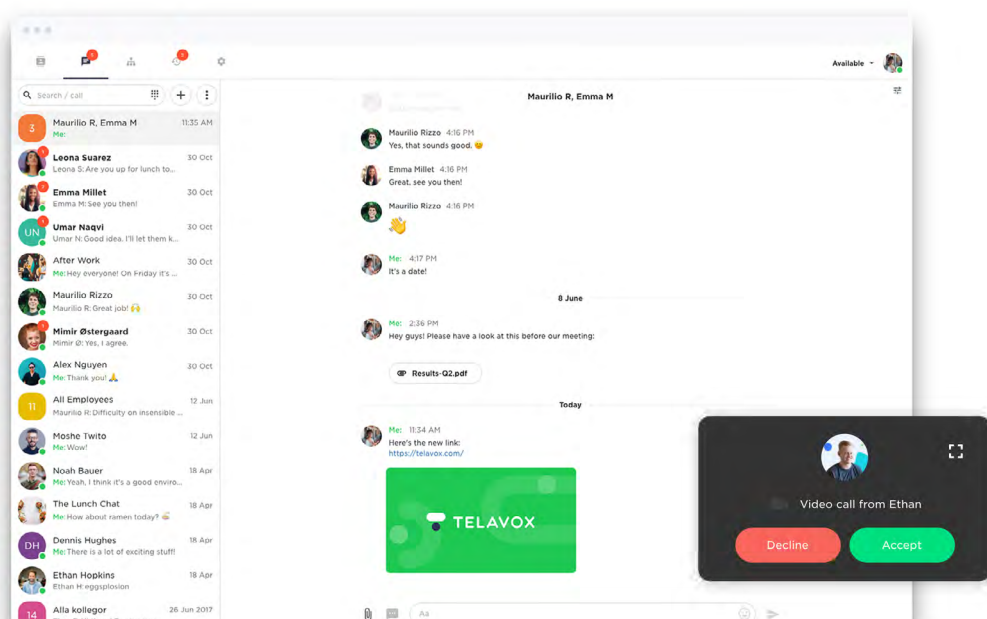 Available
Search / call
3
Maurilio R, Emma M
11:35 AM
Me:
1
Leona Suarez
30 Oct
Leona S: Are you up for lunch to...
1
Emma Millet
30 Oct
Emma M: See you then!
UN
1
Umar Naqvi
30 Oct
Umar N: Good idea. I'll let them k...
After Work
30 Oct
Me: Hey everyone! On Friday it's ...
Maurilio Rizzo
30 Oct
Maurilio R: Great job! 🙌
1
Mimir Østergaard
30 Oct
Mimir Ø: Yes, I agree.
Alex Nguyen
30 Oct
Me: Thank you! 🙏
11
All Employees
12 Jun
Maurilio R: Difficulty on insensible ...
Moshe Twito
12 Jun
Me: Wow!
Noah Bauer
18 Apr
Me: Yeah, I think it's a good enviro...
The Lunch Chat
18 Apr
Me: How about ramen today? 🍜
DH
Dennis Hughes
18 Apr
Me: There is a lot of exciting stuff!
Ethan Hopkins
18 Apr
Ethan H: eggsplosion
14
Alla kollegor
26 Jun 2017
Maurilio R, Emma M
Maurilio Rizzo 4:16 PM
Yes, that sounds good. 😊
Emma Millet 4:16 PM
Great, see you then!
Maurilio Rizzo 4:16 PM
👋
Me: 4:17 PM
It's a date!
8 June
Me: 2:36 PM
Hey guys! Please have a look at this before our meeting:
Results-Q2.pdf
Today
Me: 11:34 AM
Here's the new link:
https://telavox.com/
TELAVOX
Aa
Video call from Ethan
Decline
Accept